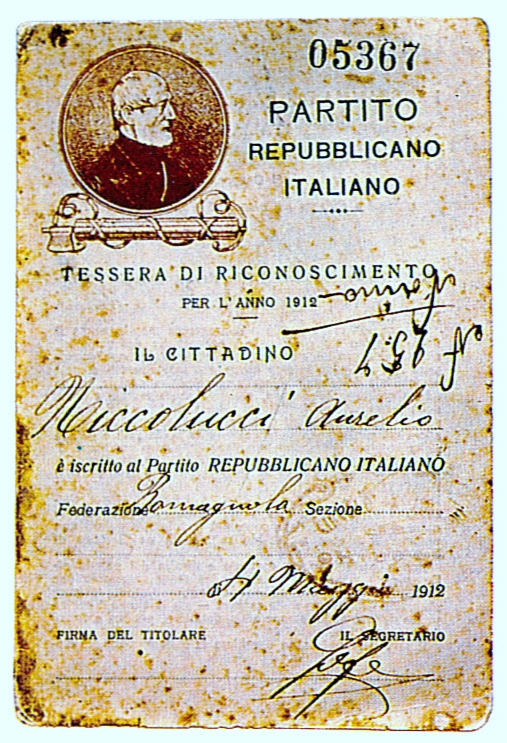 05367
PARTITO
REPUBBLICANO
ITALIANO
TESSERA DI RICONOSCIMENTO
PER L'ANNO 1912
IL CITTADINO
Niccolucci Aurelio
è iscritto al Partito REPUBBLICANO ITALIANO
Federazione Romagnola Sezione
Maggio 1912
FIRMA DEL TITOLARE IL SEGRETARIO